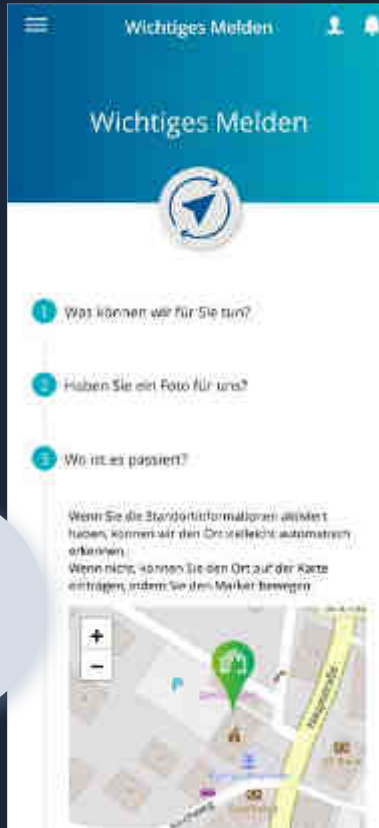 Wichtiges Melden
Wichtiges Melden
1 Was können wir für Sie tun?
2 Haben Sie ein Foto für uns?
3 Wo ist es passiert?
Wenn Sie die Standortinformationen aktiviert
haben, können wir den Ort vielleicht automatisch
erkennen.
Wenn nicht, können Sie den Ort auf der Karte
eintragen, indem Sie den Marker bewegen
+
−
P
Hauptstraße